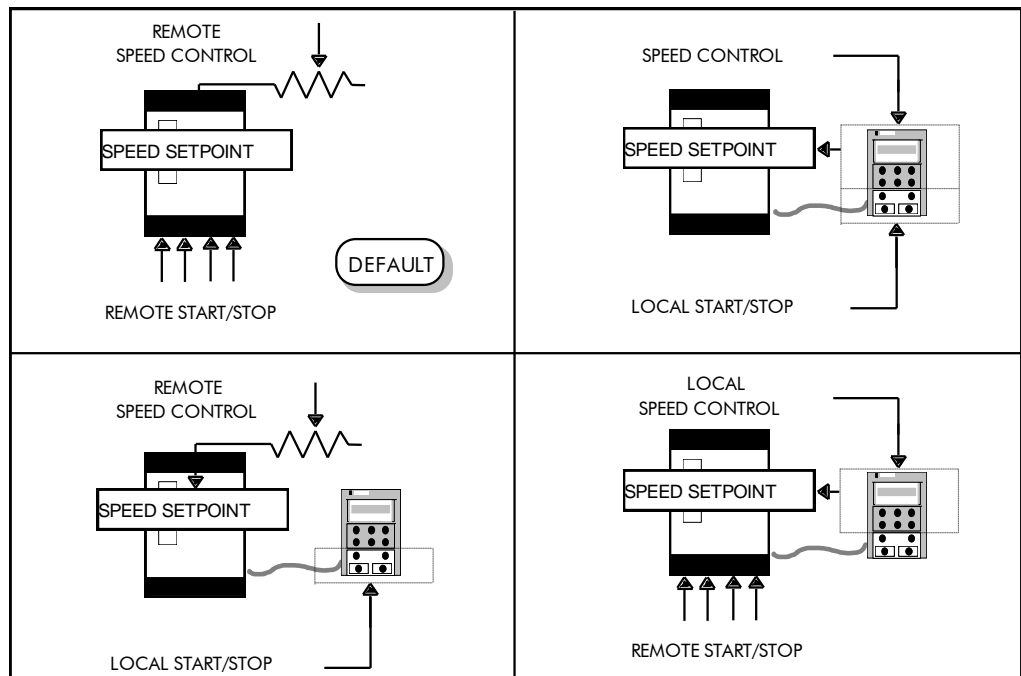 REMOTE
SPEED CONTROL
SPEED SETPOINT
DEFAULT
REMOTE START/STOP
SPEED CONTROL
SPEED SETPOINT
LOCAL START/STOP
REMOTE
SPEED CONTROL
SPEED SETPOINT
LOCAL START/STOP
LOCAL
SPEED CONTROL
SPEED SETPOINT
REMOTE START/STOP